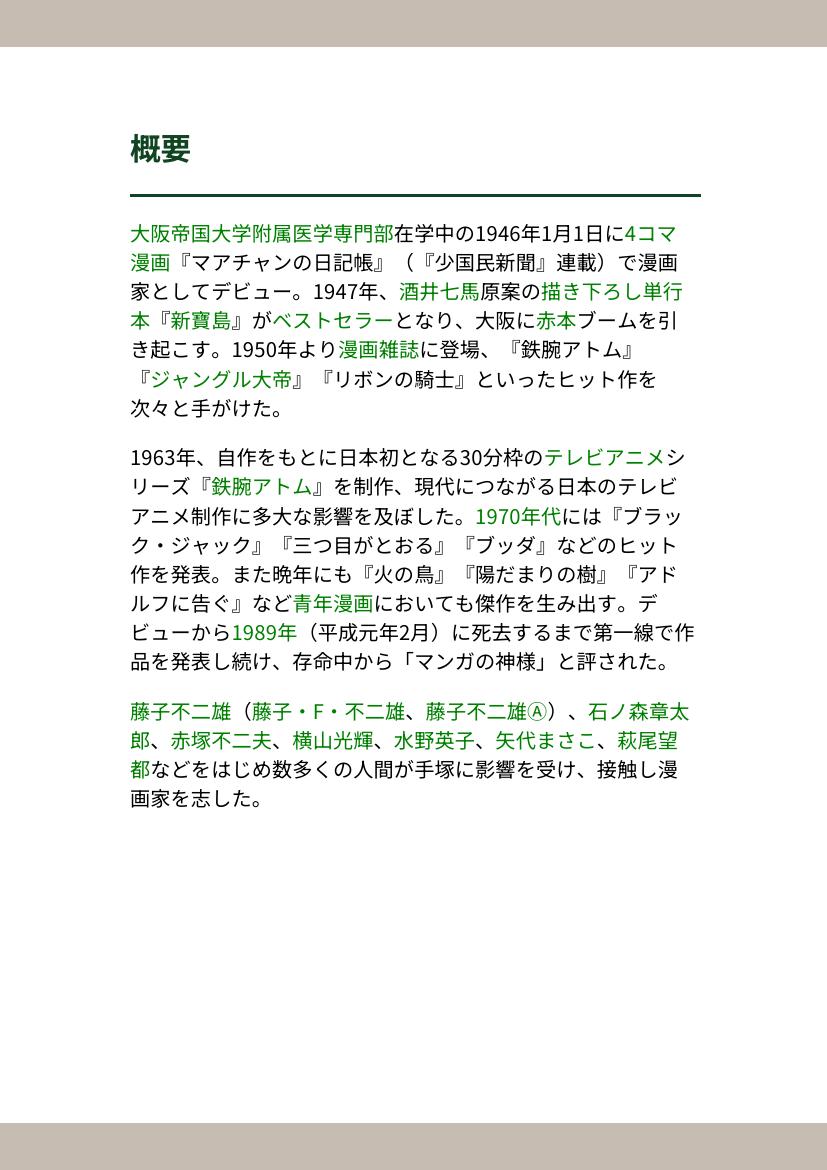 概要
大阪帝国大学附属医学専門部在学中の1946年1月1日に4コマ
漫画『マアチャンの日記帳』（『少国民新聞』連載）で漫画
家としてデビュー。1947年、酒井七馬原案の描き下ろし単行
本『新寶島』がベストセラーとなり、大阪に赤本ブームを引
き起こす。1950年より漫画雑誌に登場、『鉄腕アトム』
『ジャングル大帝』『リボンの騎士』といったヒット作を
次々と手がけた。
1963年、自作をもとに日本初となる30分枠のテレビアニメシ
リーズ『鉄腕アトム』を制作、現代につながる日本のテレビ
アニメ制作に多大な影響を及ぼした。1970年代には『ブラッ
ク・ジャック』『三つ目がとおる』『ブッダ』などのヒット
作を発表。また晩年にも『火の鳥』『陽だまりの樹』『アド
ルフに告ぐ』など青年漫画においても傑作を生み出す。デ
ビューから1989年（平成元年2月）に死去するまで第一線で作
品を発表し続け、存命中から「マンガの神様」と評された。
藤子不二雄（藤子・F・不二雄、藤子不二雄Ⓐ）、石ノ森章太
郎、赤塚不二夫、横山光輝、水野英子、矢代まさこ、萩尾望
都などをはじめ数多くの人間が手塚に影響を受け、接触し漫
画家を志した。